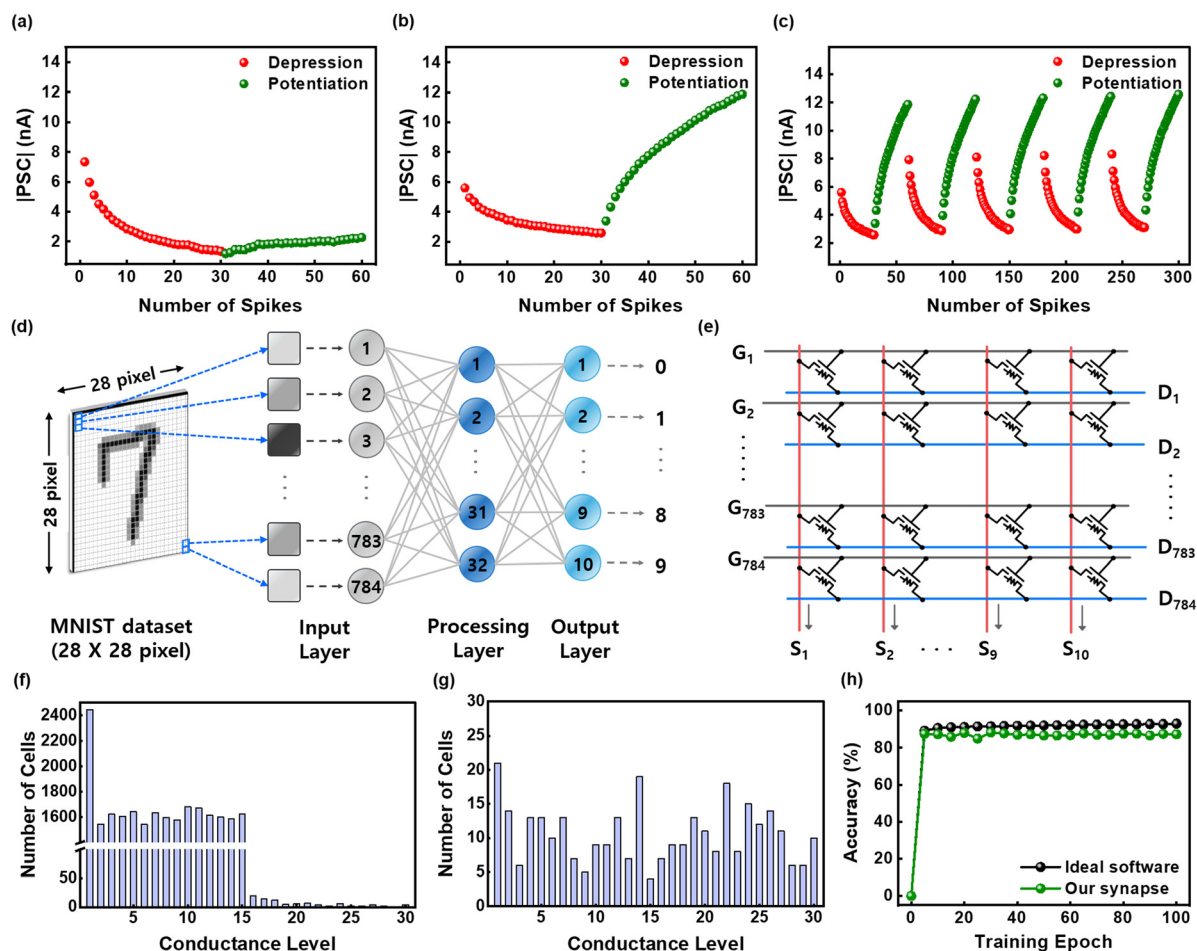 (a)
14
12
10
8
6
4
2
|PSC| (nA)
Depression
Potentiation
0 10 20 30 40 50 60
Number of Spikes
(b)
14
12
10
8
6
4
2
|PSC| (nA)
Depression
Potentiation
0 10 20 30 40 50 60
Number of Spikes
(c)
14
12
10
8
6
4
2
|PSC| (nA)
Depression
Potentiation
0 50 100 150 200 250 300
Number of Spikes
(d)
28 pixel
28 pixel
MNIST dataset
(28 X 28 pixel)
1
2
3
783
784
Input
Layer
1
2
31
32
Processing
Layer
1
2
9
10
Output
Layer
0
1
8
9
(e)
G1
D1
G2
D2
G783
D783
G784
D784
S1 S2 · · · S9 S10
(f)
2400
2200
2000
1800
1600
50
0
Number of Cells
5 10 15 20 25 30
Conductance Level
(g)
30
25
20
15
10
5
0
Number of Cells
5 10 15 20 25 30
Conductance Level
(h)
100
80
60
40
20
0
Accuracy (%)
Ideal software
Our synapse
0 20 40 60 80 100
Training Epoch